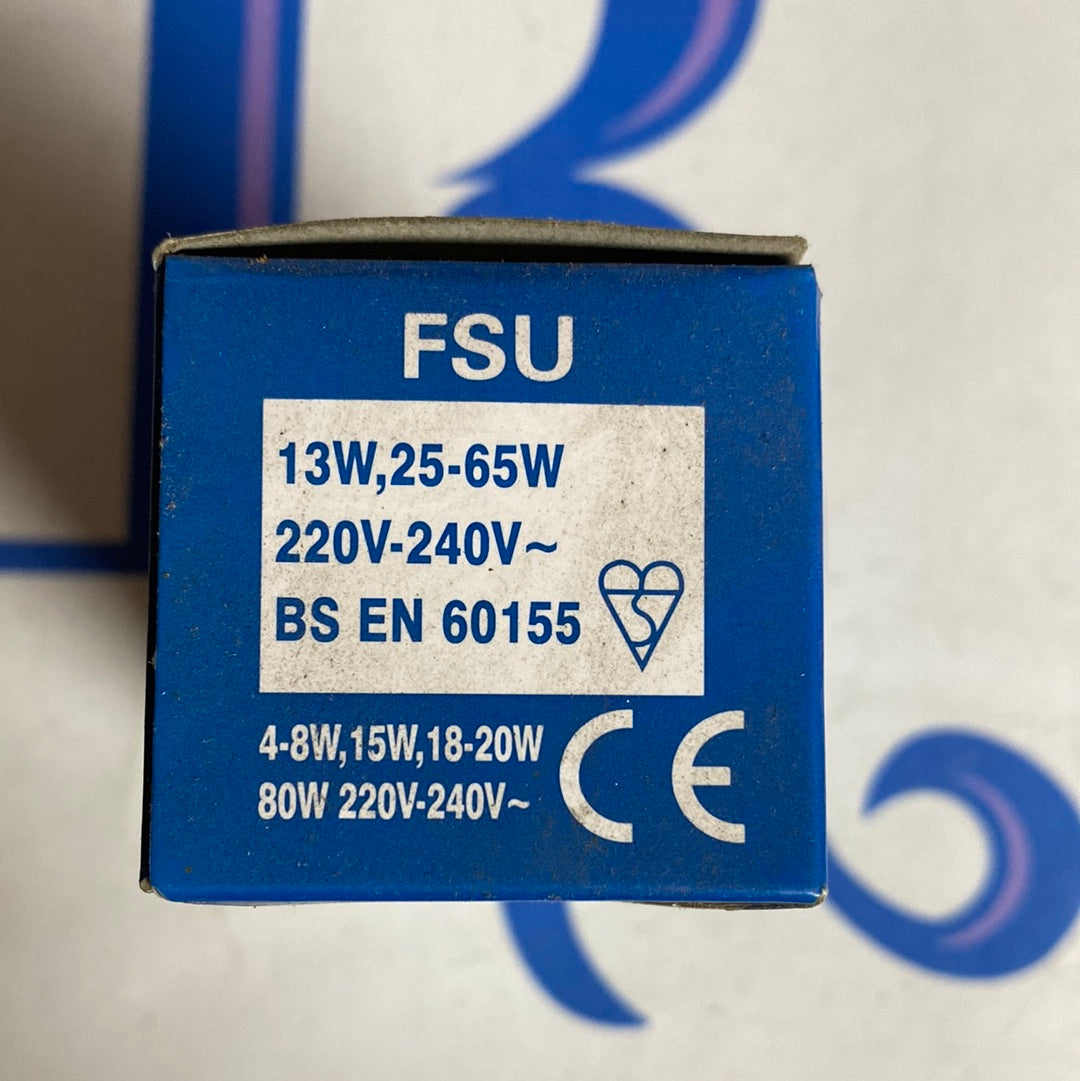 FSU
13W,25-65W
220V-240V~
BS EN 60155
4-8W,15W,18-20W
80W 220V-240V~
CE